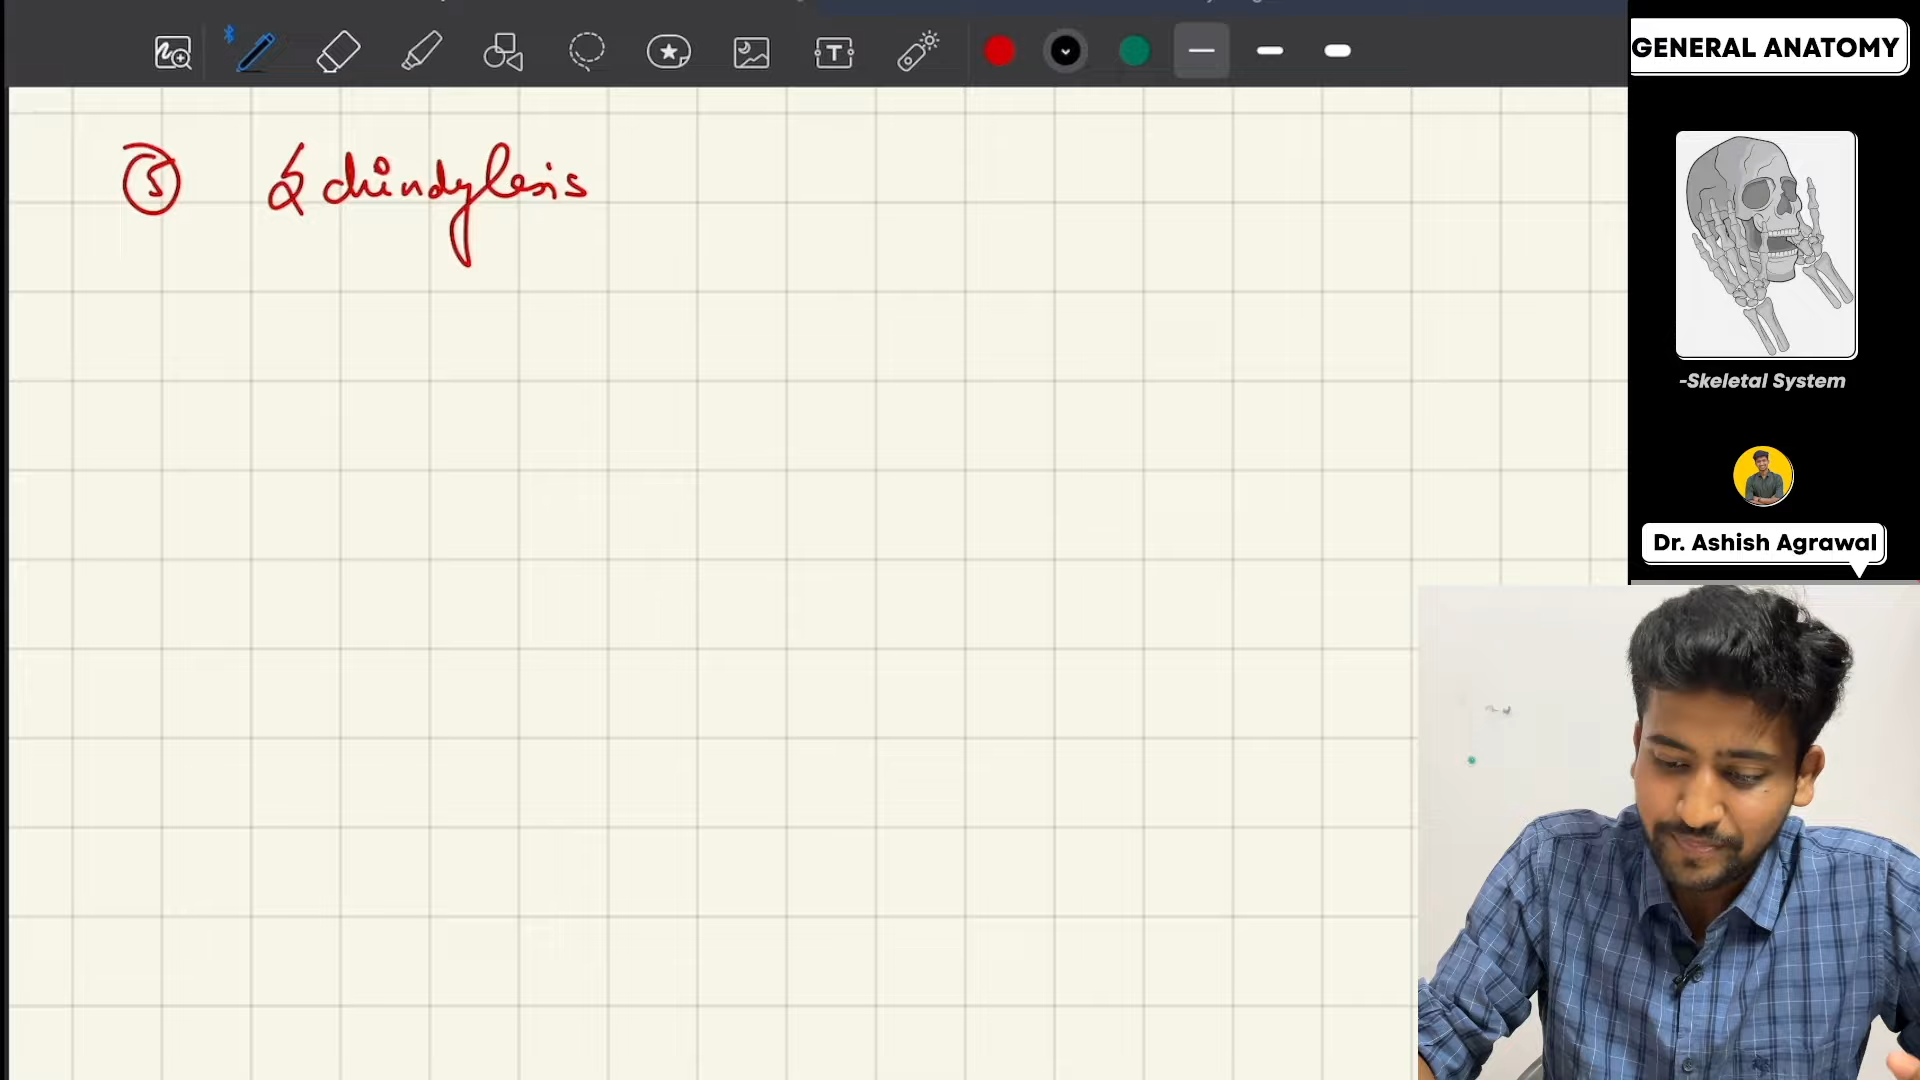 GENERAL ANATOMY
T
⑤ Schindylesis
-Skeletal System
Dr. Ashish Agrawal